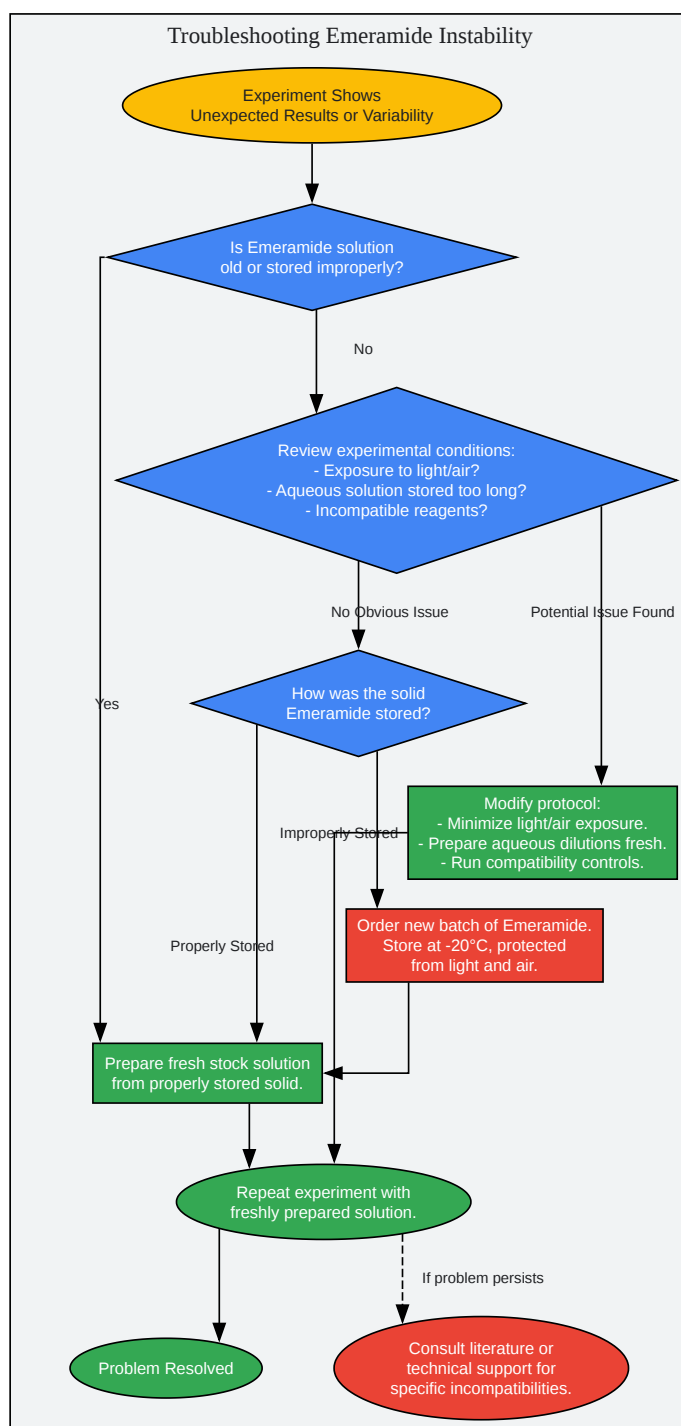 Troubleshooting Emeramide Instability
Experiment Shows
Unexpected Results or Variability
Is Emeramide solution
old or stored improperly?
No
Review experimental conditions:
- Exposure to light/air?
- Aqueous solution stored too long?
- Incompatible reagents?
No Obvious Issue
Potential Issue Found
Yes
How was the solid
Emeramide stored?
Modify protocol:
- Minimize light/air exposure.
- Prepare aqueous dilutions fresh.
- Run compatibility controls.
Improperly Stored
Order new batch of Emeramide.
Store at -20°C, protected
from light and air.
Properly Stored
Prepare fresh stock solution
from properly stored solid.
Repeat experiment with
freshly prepared solution.
If problem persists
Problem Resolved
Consult literature or
technical support for
specific incompatibilities.